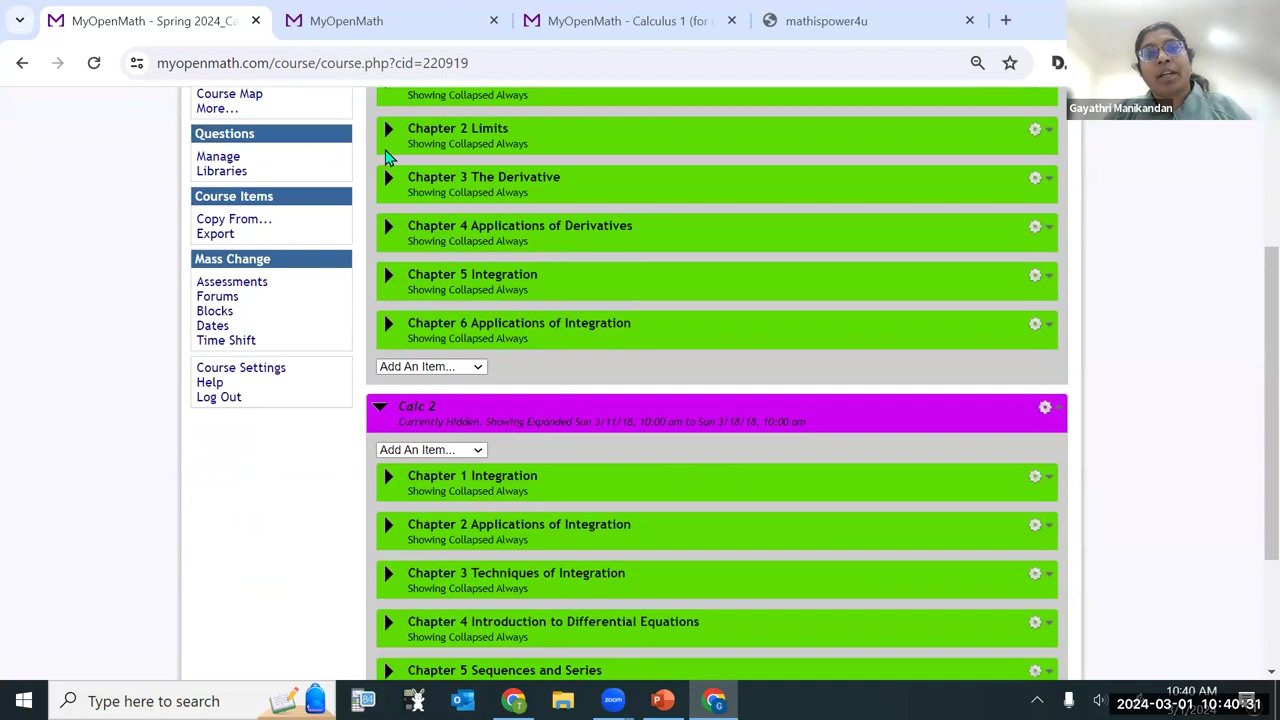 MyOpenMath - Spring 2024_Ca
MyOpenMath
MyOpenMath - Calculus 1 (for
mathispower4u
myopenmath.com/course/course.php?cid=220919
D.
Gayathri Manikandan
Course Map
More...
Questions
Manage
Libraries
Course Items
Copy From...
Export
Mass Change
Assessments
Forums
Blocks
Dates
Time Shift
Course Settings
Help
Log Out
Showing Collapsed Always
Chapter 2 Limits
Showing Collapsed Always
Chapter 3 The Derivative
Showing Collapsed Always
Chapter 4 Applications of Derivatives
Showing Collapsed Always
Chapter 5 Integration
Showing Collapsed Always
Chapter 6 Applications of Integration
Showing Collapsed Always
Add An Item...
Calc 2
Currently Hidden. Showing Expanded Sun 3/11/18, 10:00 am to Sun 3/18/18, 10:00 am
Add An Item...
Chapter 1 Integration
Showing Collapsed Always
Chapter 2 Applications of Integration
Showing Collapsed Always
Chapter 3 Techniques of Integration
Showing Collapsed Always
Chapter 4 Introduction to Differential Equations
Showing Collapsed Always
Chapter 5 Sequences and Series
Type here to search
10:40 AM
2024-03-01 10:40:31